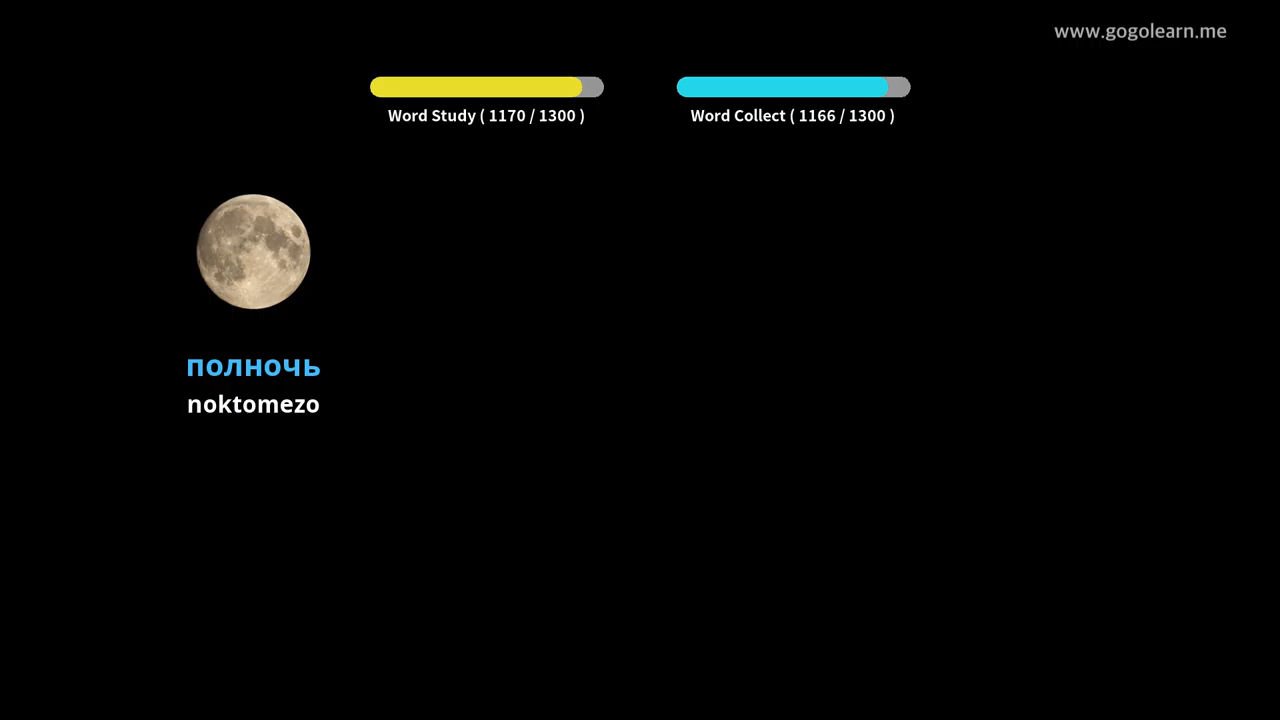 www.gogolearn.me
Word Study ( 1170 / 1300 )
Word Collect ( 1166 / 1300 )
полночь
noktomezo